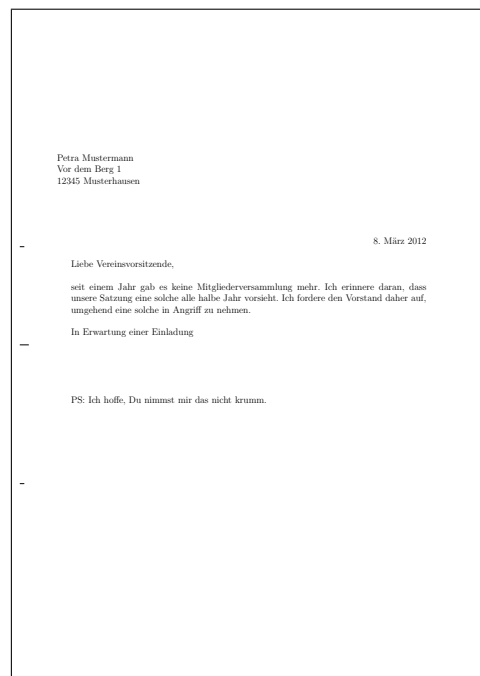 Petra Mustermann
Vor dem Berg 1
12345 Musterhausen
8. März 2012
Liebe Vereinsvorsitzende,
seit einem Jahr gab es keine Mitgliederversammlung mehr. Ich erinnere daran, dass
unsere Satzung eine solche alle halbe Jahr vorsieht. Ich fordere den Vorstand daher auf,
umgehend eine solche in Angriff zu nehmen.
In Erwartung einer Einladung
PS: Ich hoffe, Du nimmst mir das nicht krumm.